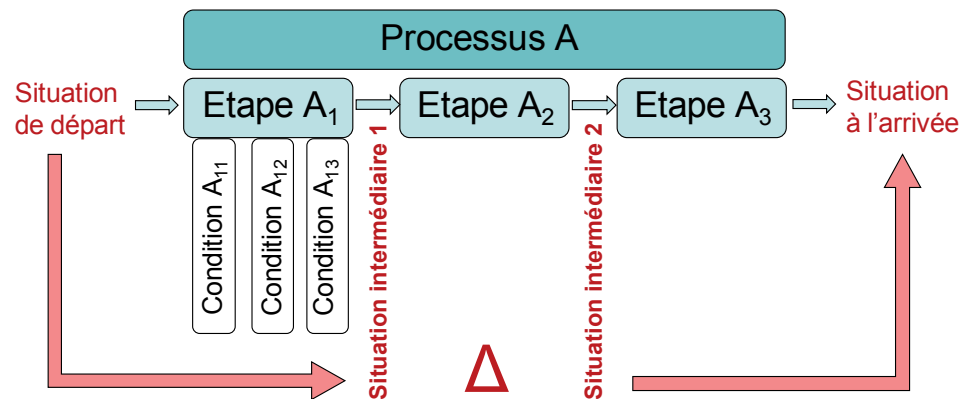 Processus A
Situation
de départ
Etape A₁
Etape A₂
Etape A₃
Situation
à l'arrivée
Condition A₁₁
Condition A₁₂
Condition A₁₃
Situation intermédiaire 1
Situation intermédiaire 2
Δ